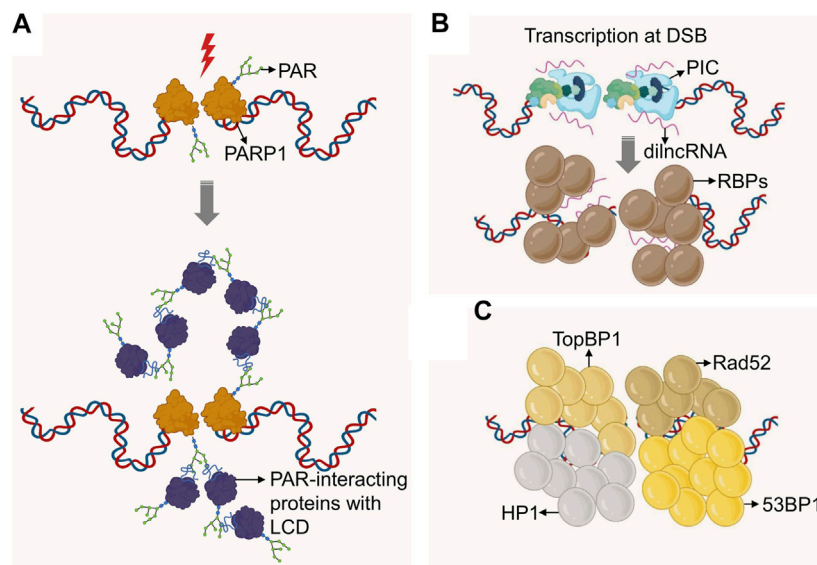 A
PAR
PARP1
PAR-interacting
proteins with
LCD
B
Transcription at DSB
PIC
dilncRNA
RBPs
C
TopBP1
Rad52
HP1
53BP1